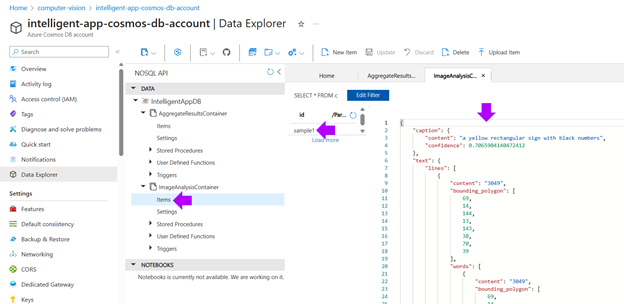 Home > computer-vision > intelligent-app-cosmos-db-account
intelligent-app-cosmos-db-account | Data Explorer
Azure Cosmos DB account
Search
Overview
Activity log
Access control (IAM)
Tags
Diagnose and solve problems
Quick start
Notifications
Data Explorer
Settings
Features
Default consistency
Backup & Restore
Networking
CORS
Dedicated Gateway
Keys
NOSQL API
DATA
IntelligentAppDB
AggregateResultsContainer
Items
Settings
Stored Procedures
User Defined Functions
Triggers
ImageAnalysisContainer
Items
Settings
Stored Procedures
User Defined Functions
Triggers
NOTEBOOKS
Notebooks is currently not available. We are working on it.
New Item
Update
Discard
Delete
Upload Item
Home
AggregateResults...
ImageAnalysisC...
SELECT * FROM c
Edit Filter
id /Par...
sample1
Load more
1 {
2 "caption": {
3 "content": "a yellow rectangular sign with black numbers",
4 "confidence": 0.7065904140472412
5 },
6 "text": {
7 "lines": [
8 {
9 "content": "3049",
10 "bounding_polygon": [
11 69,
12 14,
13 144,
14 13,
15 143,
16 38,
17 70,
18 39
19 ],
20 "words": [
21 {
22 "content": "3049",
23 "bounding_polygon": [
24 69,